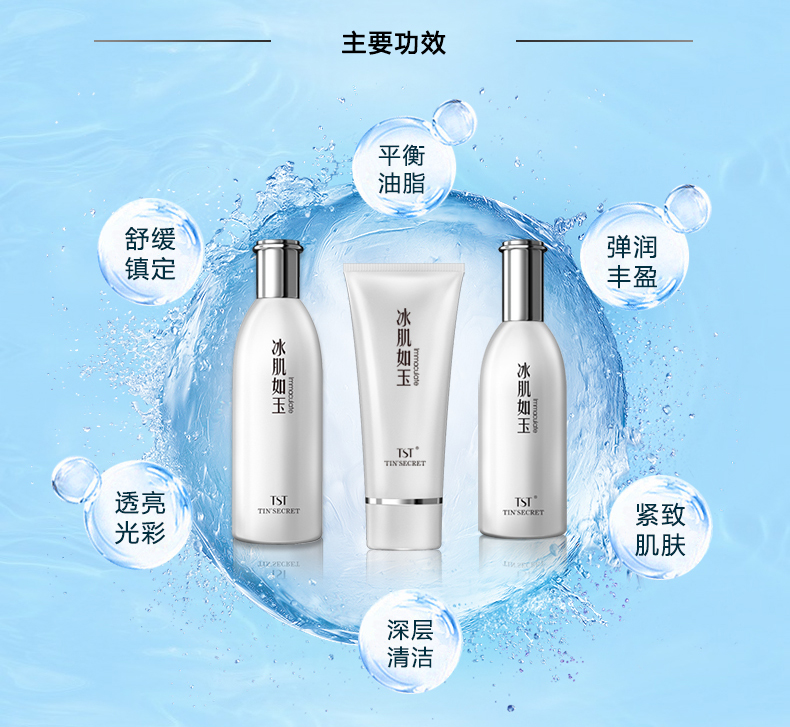 主要功效
平衡
油脂
舒缓
镇定
弹润
丰盈
冰肌如玉
Immaculate
TST
TIN'SECRET
冰肌如玉
Immaculate
TST®
TIN'SECRET
冰肌如玉
Immaculate
TST®
TIN'SECRET
透亮
光彩
紧致
肌肤
深层
清洁